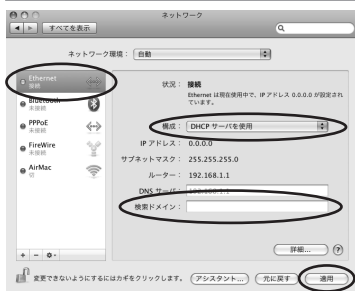 ネットワーク
すべてを表示
ネットワーク環境： 自動
Ethernet
接続
Bluetooth
未接続
PPPoE
未接続
FireWire
未接続
AirMac
切
状況： 接続
Ethernet は現在使用中で、IP アドレス 0.0.0.0 が設定されています。
構成： DHCP サーバを使用
IP アドレス： 0.0.0.0
サブネットマスク： 255.255.255.0
ルーター： 192.168.1.1
DNS サーバ： 192.168.1.1
検索ドメイン：
詳細... ?
+ −
変更できないようにするにはカギをクリックします。 アシスタント... 元に戻す 適用